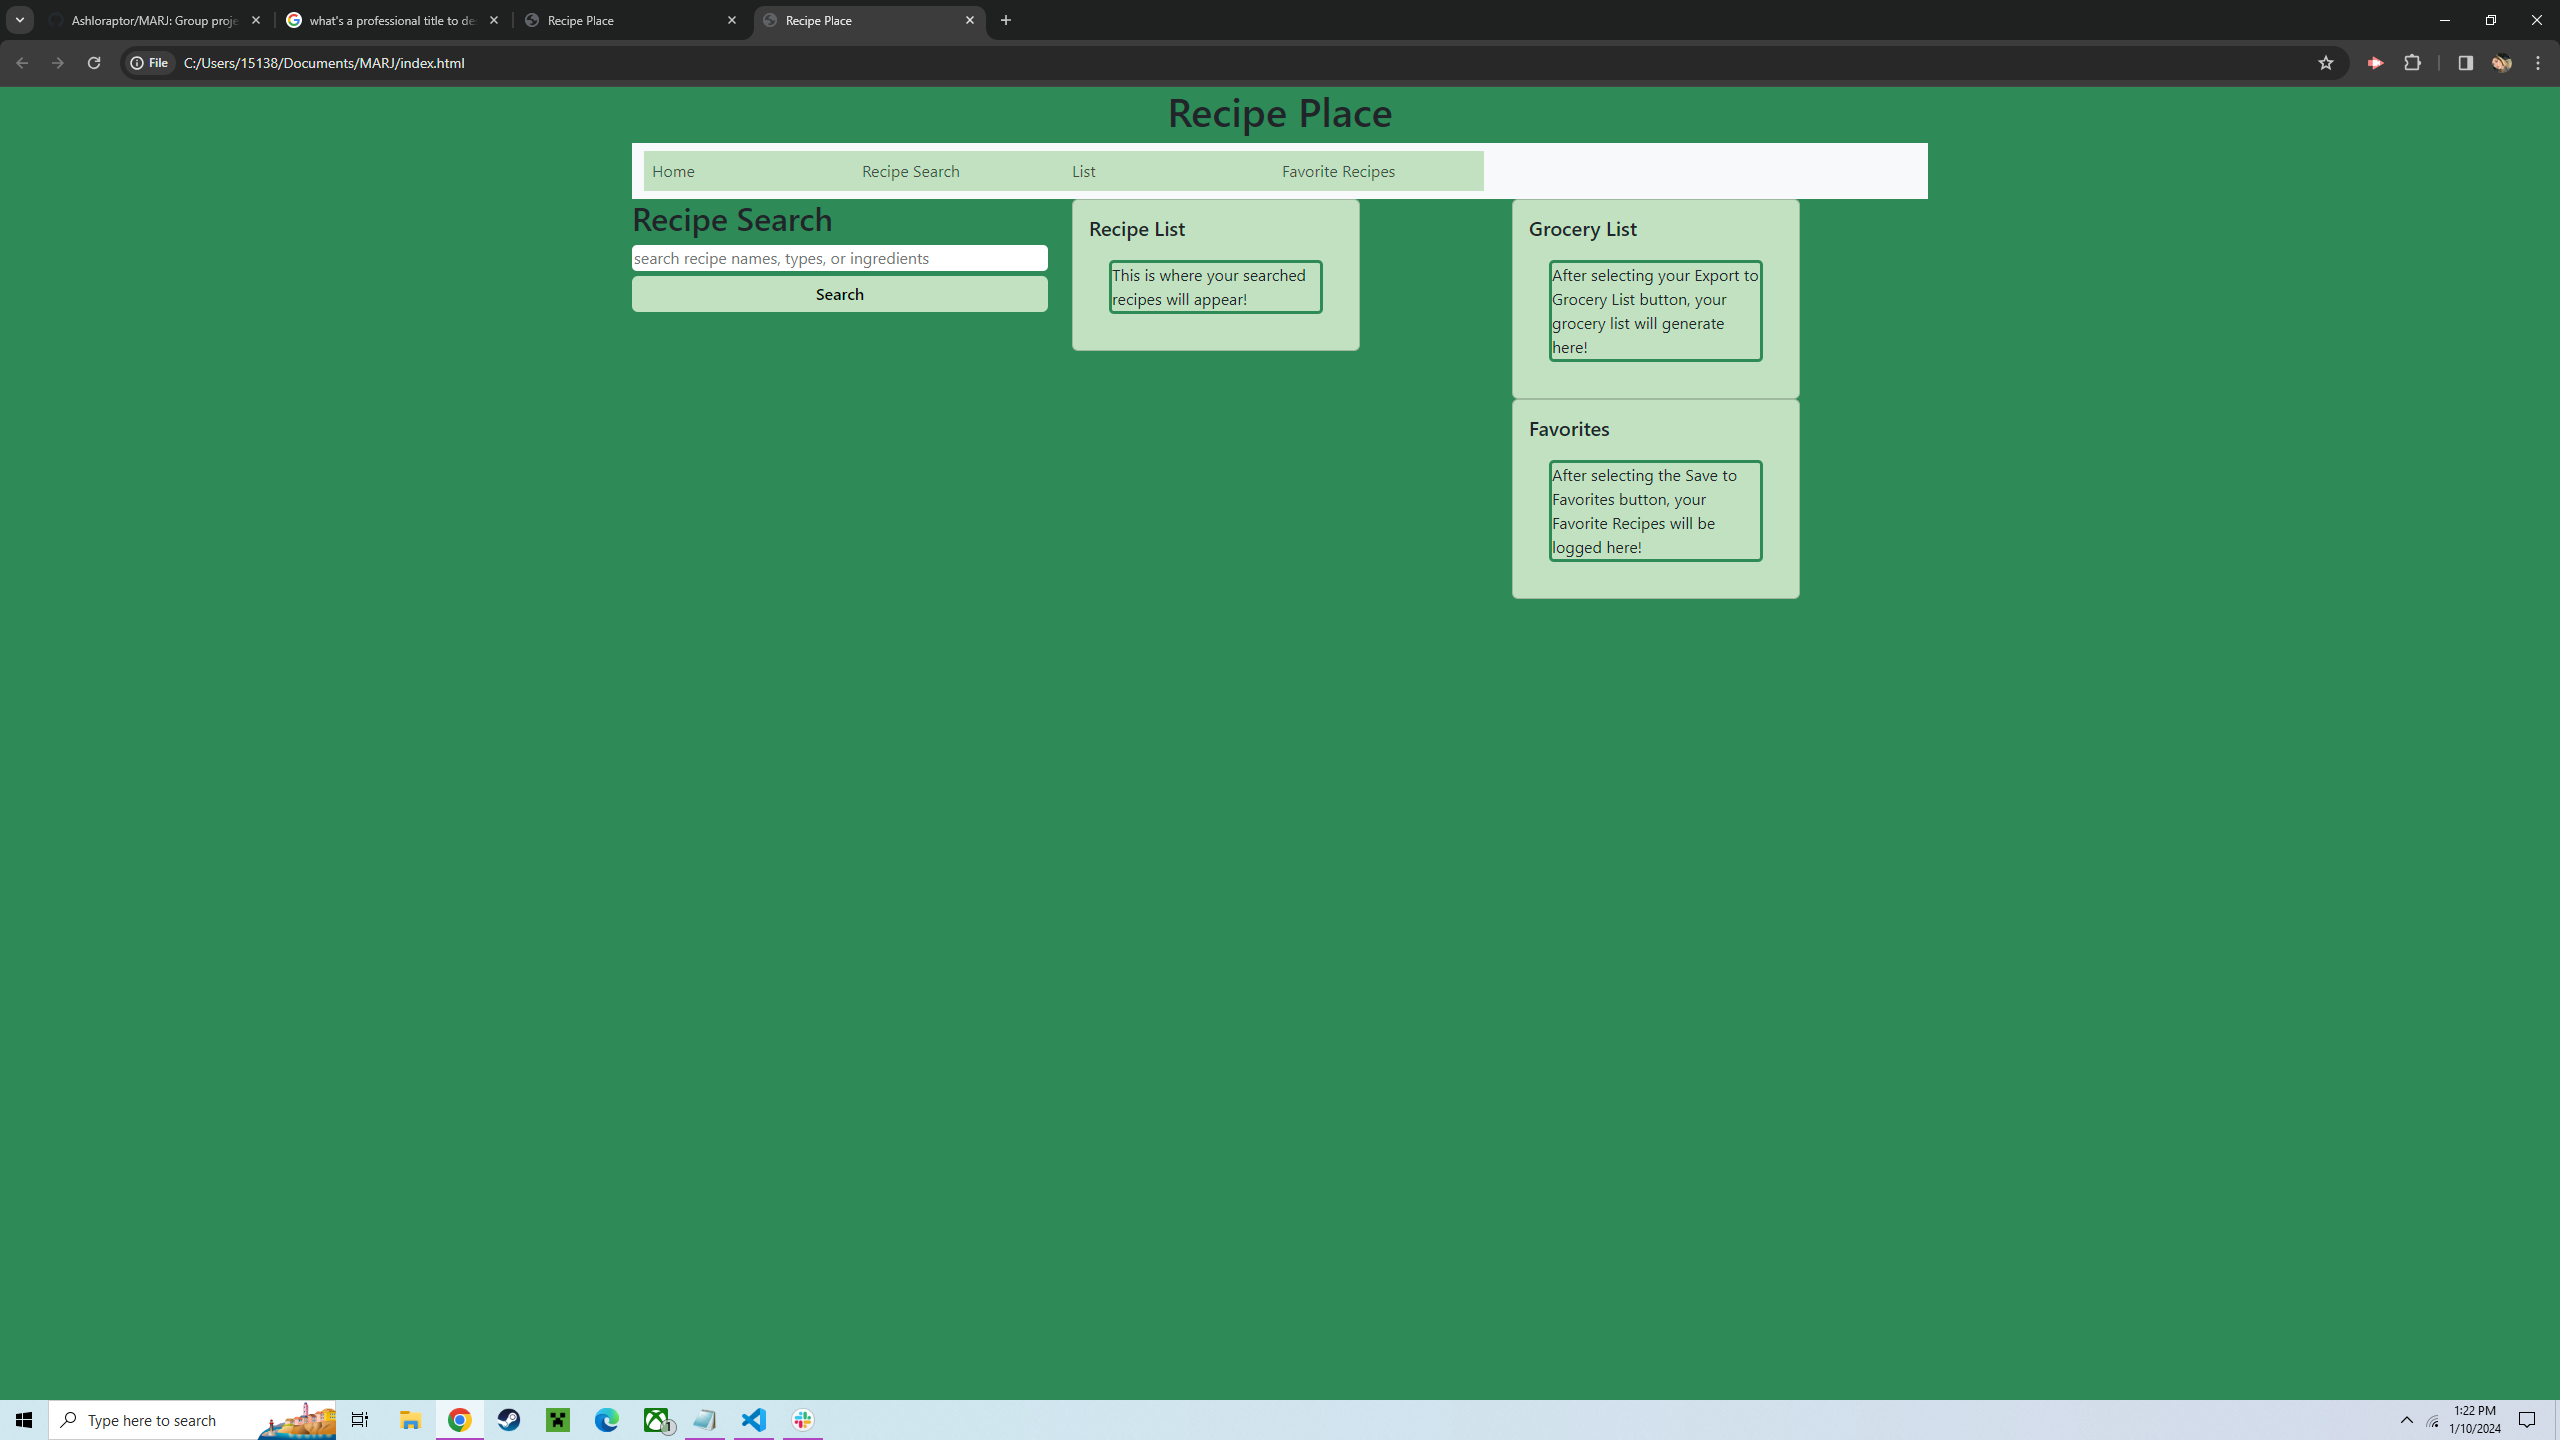 Ashloraptor/MARJ: Group proje
what's a professional title to de
Recipe Place
Recipe Place
File
C:/Users/15138/Documents/MARJ/index.html
Recipe Place
Home
Recipe Search
List
Favorite Recipes
Recipe Search
search recipe names, types, or ingredients
Search
Recipe List
This is where your searched
recipes will appear!
Grocery List
After selecting your Export to
Grocery List button, your
grocery list will generate
here!
Favorites
After selecting the Save to
Favorites button, your
Favorite Recipes will be
logged here!
Type here to search
1
1:22 PM
1/10/2024